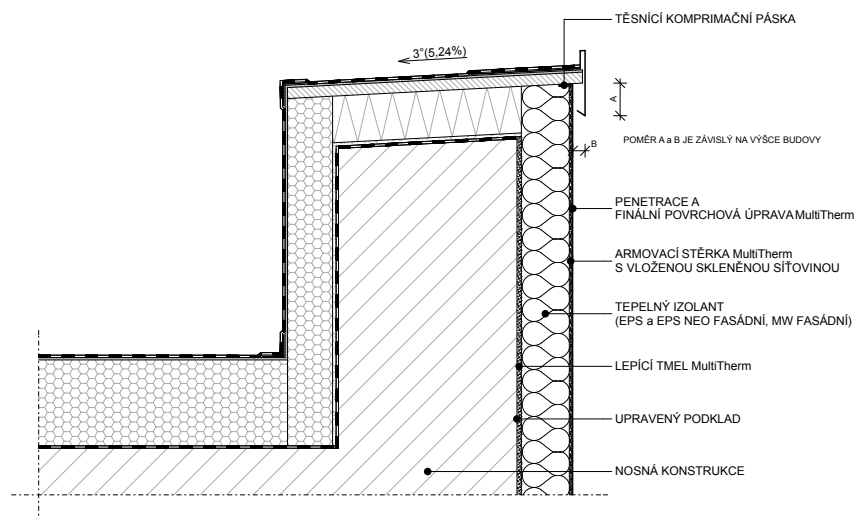 TĚSNÍCÍ KOMPRIMAČNÍ PÁSKA
3°(5,24%)
A
B
POMĚR A a B JE ZÁVISLÝ NA VÝŠCE BUDOVY
PENETRACE A
FINÁLNÍ POVRCHOVÁ ÚPRAVA MultiTherm
ARMOVACÍ STĚRKA MultiTherm
S VLOŽENOU SKLENĚNOU SÍŤOVINOU
TEPELNÝ IZOLANT
(EPS a EPS NEO FASÁDNÍ, MW FASÁDNÍ)
LEPÍCÍ TMEL MultiTherm
UPRAVENÝ PODKLAD
NOSNÁ KONSTRUKCE